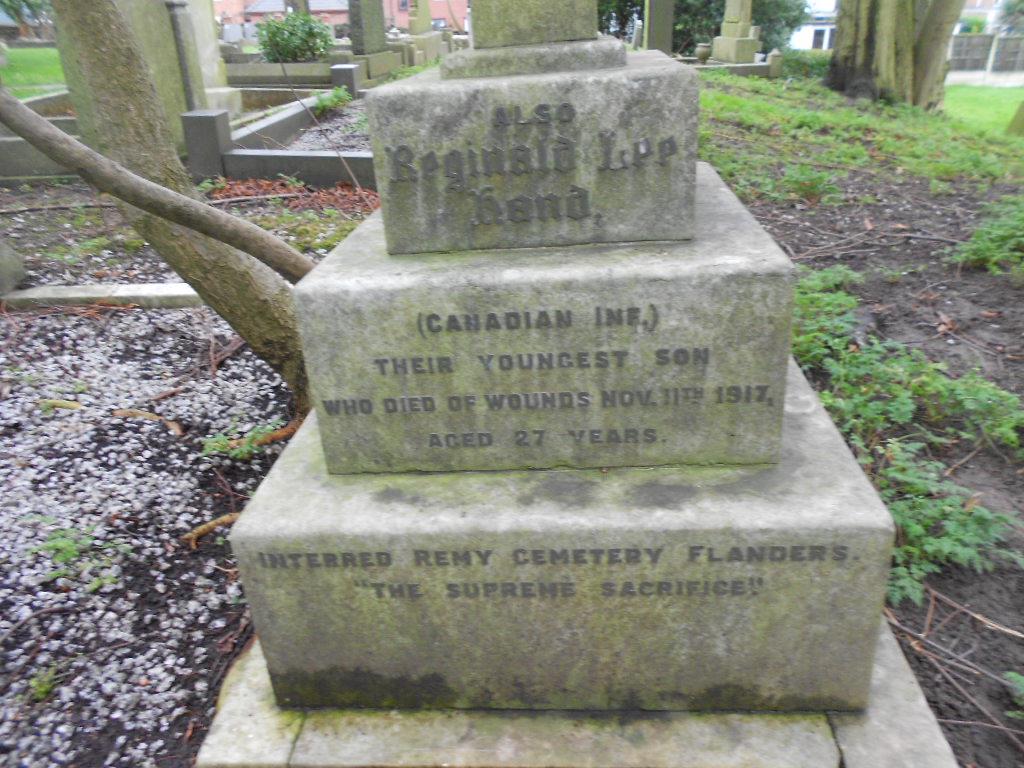 ALSO
Reginald Lee
Hand,
(CANADIAN INF.)
THEIR YOUNGEST SON
WHO DIED OF WOUNDS NOV. 11TH 1917,
AGED 27 YEARS.
INTERRED REMY CEMETERY FLANDERS.
"THE SUPREME SACRIFICE."